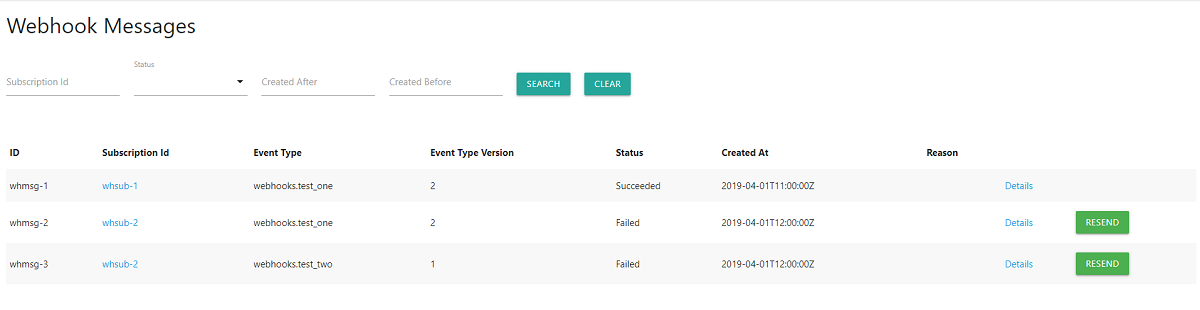 Webhook Messages
Status
Subscription Id Created After Created Before SEARCH CLEAR
ID Subscription Id Event Type Event Type Version Status Created At Reason
whmsg-1 whsub-1 webhooks.test_one 2 Succeeded 2019-04-01T11:00:00Z Details
whmsg-2 whsub-2 webhooks.test_one 2 Failed 2019-04-01T12:00:00Z Details RESEND
whmsg-3 whsub-2 webhooks.test_two 1 Failed 2019-04-01T12:00:00Z Details RESEND